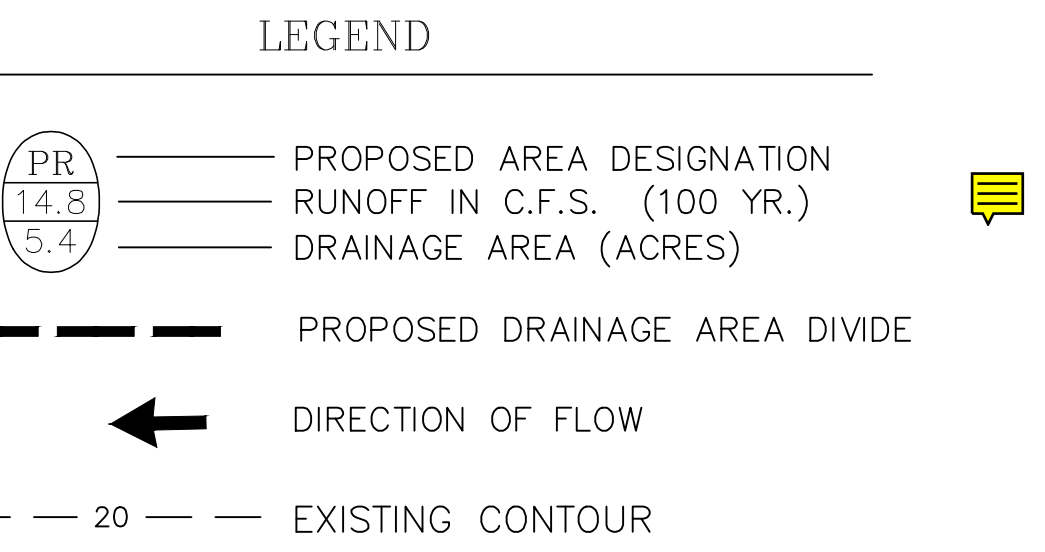 LEGEND
PR PROPOSED AREA DESIGNATION
14.8 RUNOFF IN C.F.S. (100 YR.)
5.4 DRAINAGE AREA (ACRES)
PROPOSED DRAINAGE AREA DIVIDE
DIRECTION OF FLOW
20 EXISTING CONTOUR